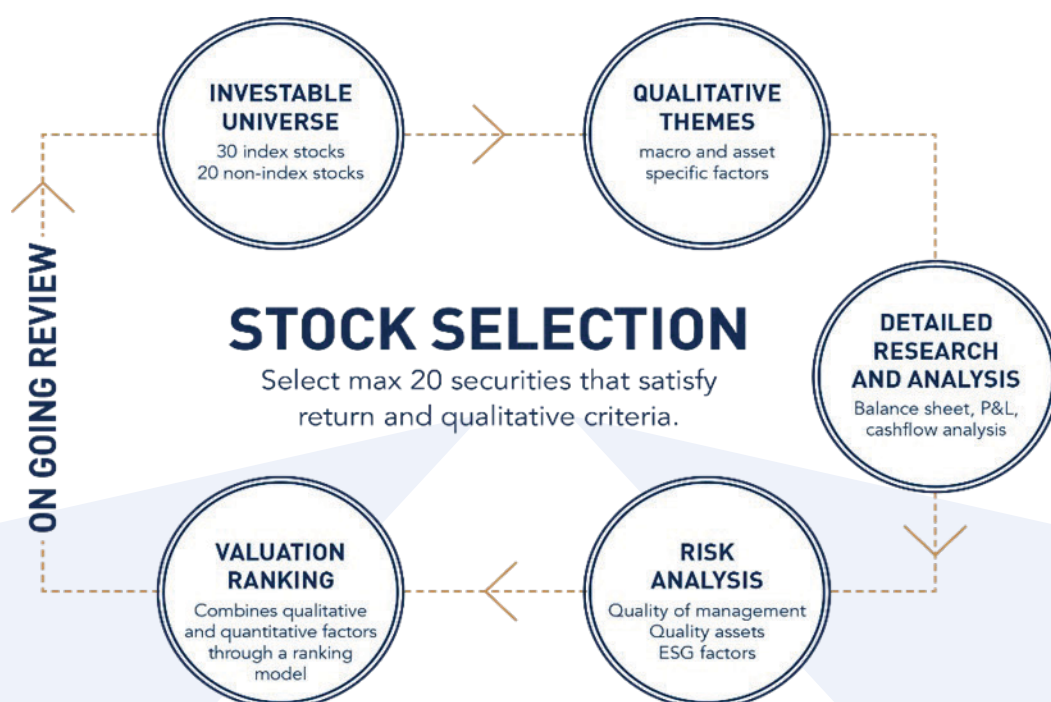 INVESTABLE
UNIVERSE
30 index stocks
20 non-index stocks
QUALITATIVE
THEMES
macro and asset
specific factors
DETAILED
RESEARCH
AND ANALYSIS
Balance sheet, P&L,
cashflow analysis
STOCK SELECTION
Select max 20 securities that satisfy
return and qualitative criteria.
RISK
ANALYSIS
Quality of management
Quality assets
ESG factors
VALUATION
RANKING
Combines qualitative
and quantitative factors
through a ranking
model
ON GOING REVIEW